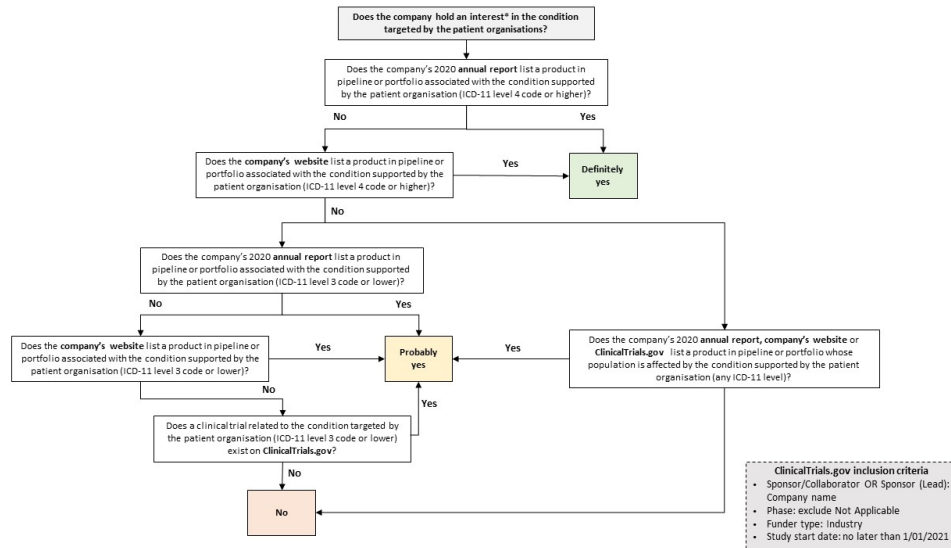 Does the company hold an interest* in the condition
targeted by the patient organisations?
Does the company's 2020 annual report list a product in
pipeline or portfolio associated with the condition supported
by the patient organisation (ICD-11 level 4 code or higher)?
No
Yes
Does the company's website list a product in pipeline or
portfolio associated with the condition supported by the
patient organisation (ICD-11 level 4 code or higher)?
Yes
Definitely
yes
No
Does the company's 2020 annual report list a product in
pipeline or portfolio associated with the condition supported
by the patient organisation (ICD-11 level 3 code or lower)?
No
Yes
Does the company's website list a product in pipeline or
portfolio associated with the condition supported by the
patient organisation (ICD-11 level 3 code or lower)?
Yes
Probably
yes
Yes
Does the company's 2020 annual report, company's website or
ClinicalTrials.gov list a product in pipeline or portfolio whose
population is affected by the condition supported by the patient
organisation (any ICD-11 level)?
No
Yes
Does a clinical trial related to the condition targeted by
the patient organisation (ICD-11 level 3 code or lower)
exist on ClinicalTrials.gov?
No
No
ClinicalTrials.gov inclusion criteria
• Sponsor/Collaborator OR Sponsor (Lead):
Company name
• Phase: exclude Not Applicable
• Funder type: Industry
• Study start date: no later than 1/01/2021